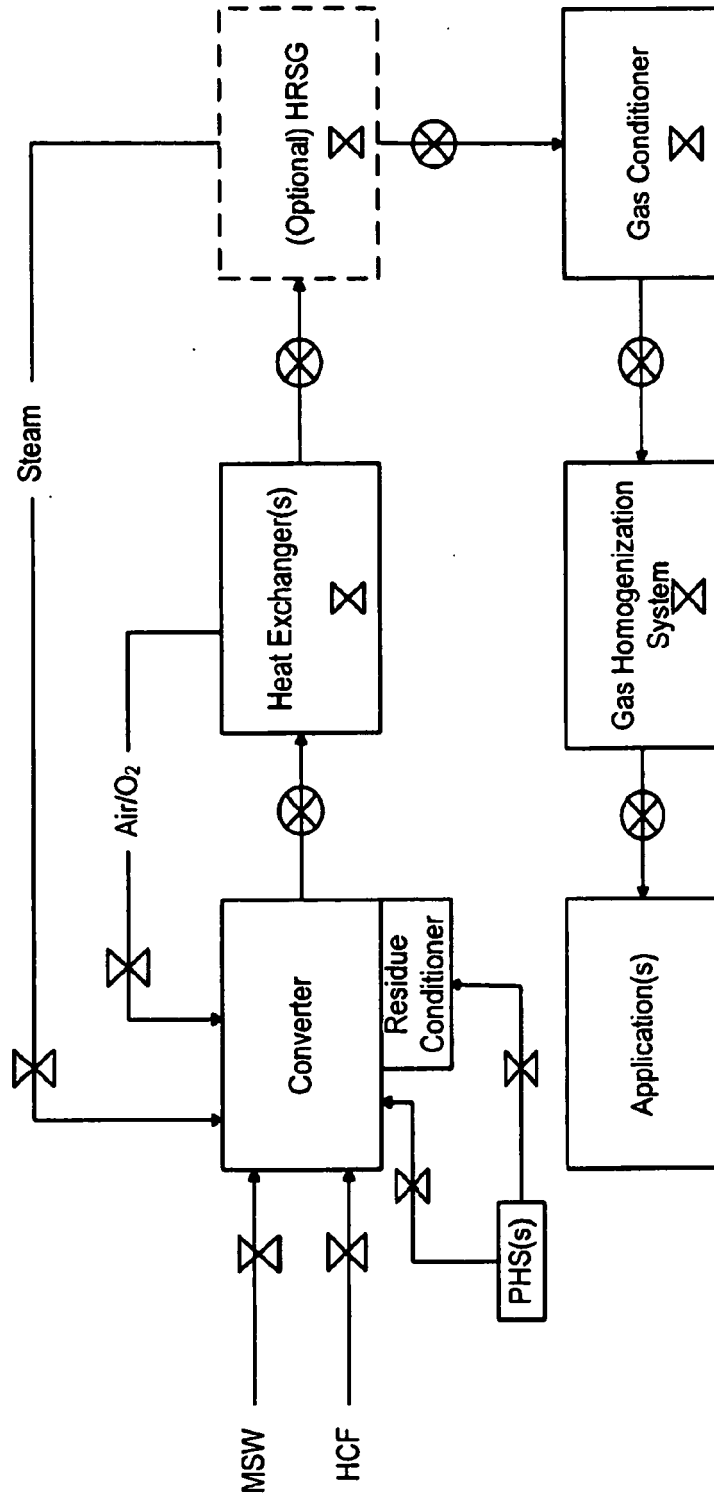 Steam
Air/O₂
MSW
HCF
Converter
Residue
Conditioner
PHS(s)
Heat Exchanger(s)
(Optional) HRSG
Application(s)
Gas Homogenization
System
Gas Conditioner